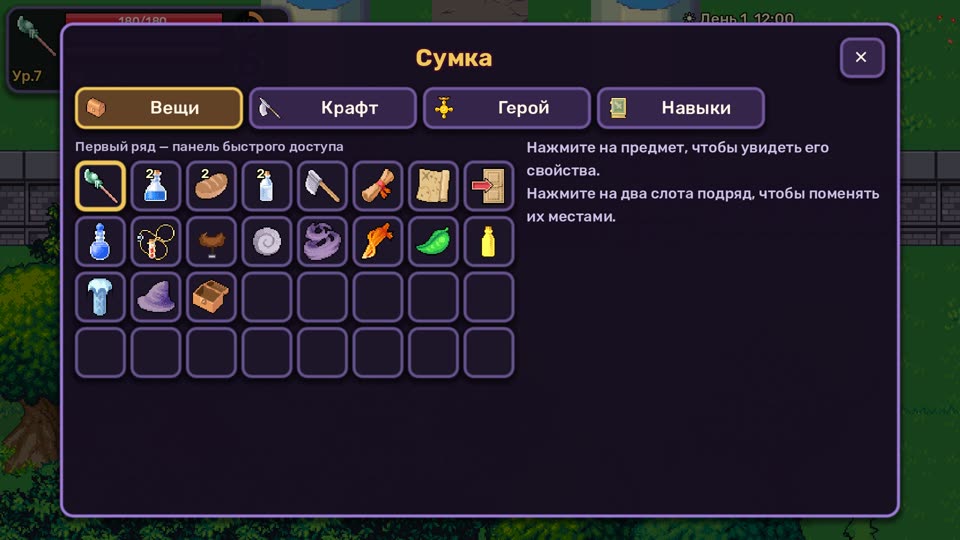 180/180
День 1, 12:00
Ур.7
Сумка
×
Вещи
Крафт
Герой
Навыки
Первый ряд — панель быстрого доступа
2
2
2
Нажмите на предмет, чтобы увидеть его
свойства.
Нажмите на два слота подряд, чтобы поменять
их местами.